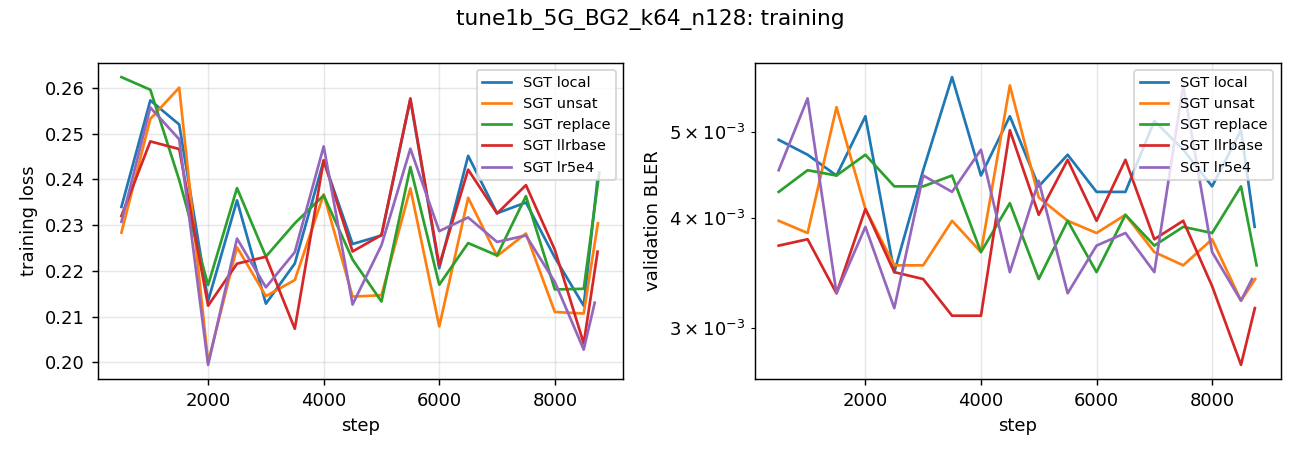 tune1b_5G_BG2_k64_n128: training
training loss
0.26
0.25
0.24
0.23
0.22
0.21
0.20
2000
4000
6000
8000
step
SGT local
SGT unsat
SGT replace
SGT llrbase
SGT lr5e4
validation BLER
5 × 10⁻³
4 × 10⁻³
3 × 10⁻³
2000
4000
6000
8000
step
SGT local
SGT unsat
SGT replace
SGT llrbase
SGT lr5e4